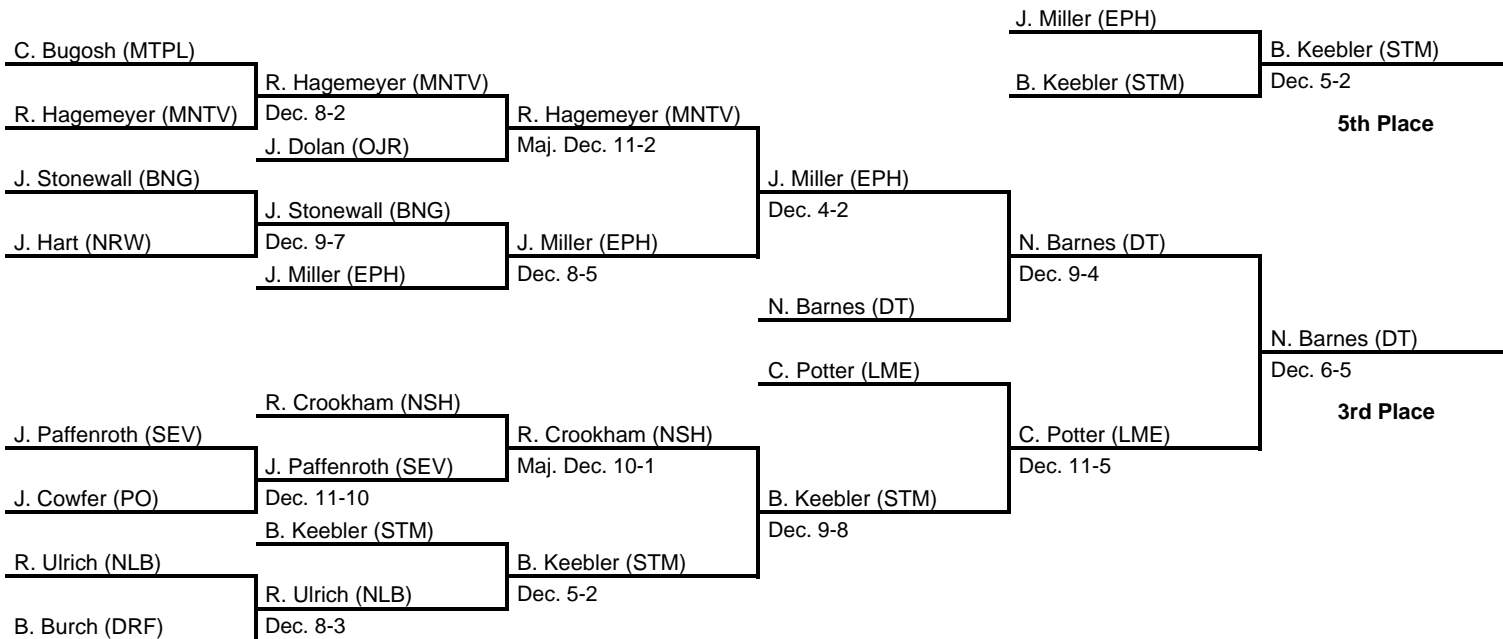 J. Miller (EPH)
C. Bugosh (MTPL)
B. Keebler (STM)
R. Hagemeyer (MNTV)
B. Keebler (STM)
Dec. 5-2
R. Hagemeyer (MNTV)
Dec. 8-2
R. Hagemeyer (MNTV)
5th Place
J. Dolan (OJR)
Maj. Dec. 11-2
J. Stonewall (BNG)
J. Miller (EPH)
J. Stonewall (BNG)
Dec. 4-2
J. Hart (NRW)
Dec. 9-7
J. Miller (EPH)
N. Barnes (DT)
J. Miller (EPH)
Dec. 8-5
Dec. 9-4
N. Barnes (DT)
N. Barnes (DT)
C. Potter (LME)
Dec. 6-5
R. Crookham (NSH)
3rd Place
J. Paffenroth (SEV)
R. Crookham (NSH)
C. Potter (LME)
J. Paffenroth (SEV)
Maj. Dec. 10-1
Dec. 11-5
J. Cowfer (PO)
Dec. 11-10
B. Keebler (STM)
B. Keebler (STM)
Dec. 9-8
R. Ulrich (NLB)
B. Keebler (STM)
R. Ulrich (NLB)
Dec. 5-2
B. Burch (DRF)
Dec. 8-3